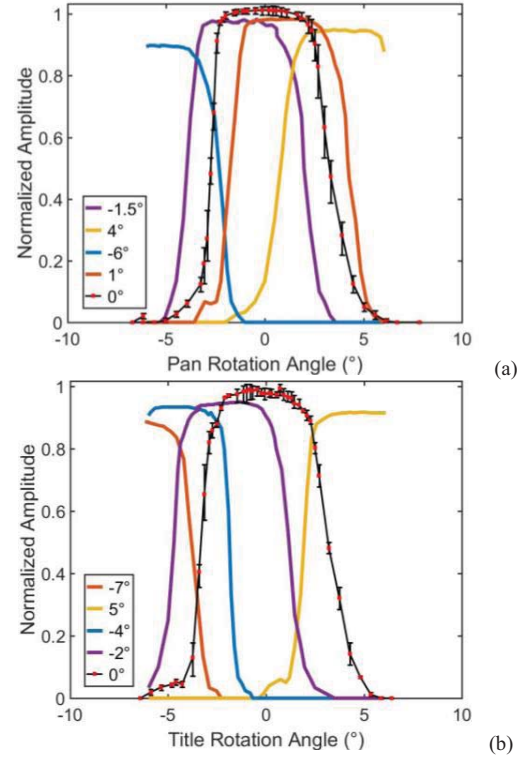 1
0.8
0.6
0.4
0.2
0
Normalized Amplitude
-1.5°
4°
-6°
1°
0°
-10 -5 0 5 10
Pan Rotation Angle (°)
(a)
1
0.8
0.6
0.4
0.2
0
Normalized Amplitude
-7°
5°
-4°
-2°
0°
-10 -5 0 5 10
Title Rotation Angle (°)
(b)